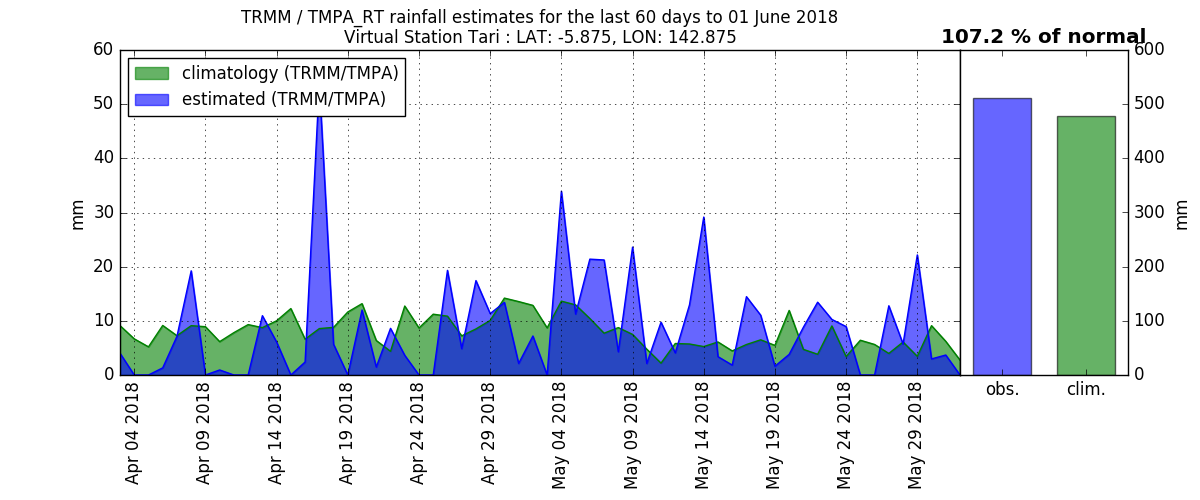 TRMM / TMPA_RT rainfall estimates for the last 60 days to 01 June 2018
Virtual Station Tari : LAT: -5.875, LON: 142.875
107.2 % of normal
climatology (TRMM/TMPA)
estimated (TRMM/TMPA)
60
50
40
30
20
10
0
mm
600
500
400
300
200
100
0
mm
Apr 04 2018
Apr 09 2018
Apr 14 2018
Apr 19 2018
Apr 24 2018
Apr 29 2018
May 04 2018
May 09 2018
May 14 2018
May 19 2018
May 24 2018
May 29 2018
obs.
clim.